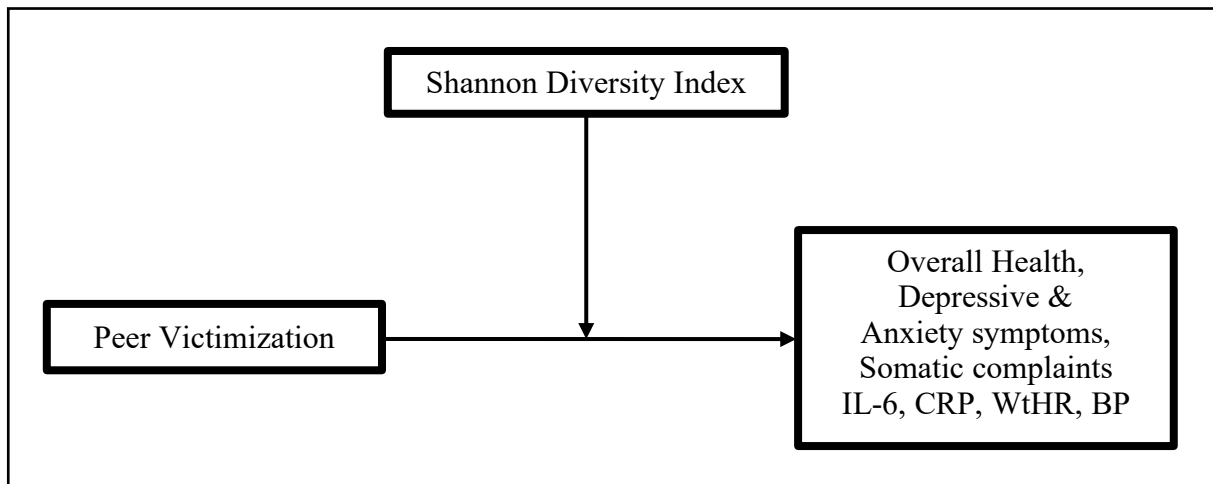 Shannon Diversity Index
Peer Victimization
Overall Health,
Depressive &
Anxiety symptoms,
Somatic complaints
IL-6, CRP, WtHR, BP